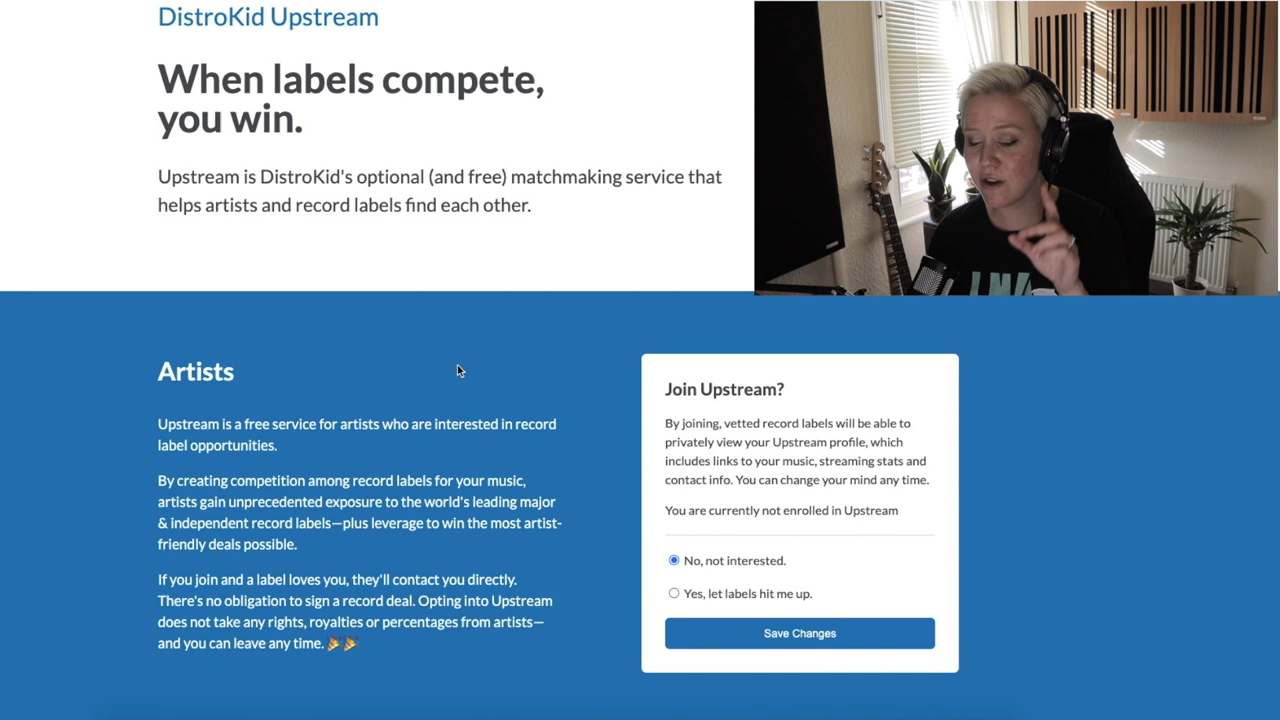 DistroKid Upstream
When labels compete,
you win.
Upstream is DistroKid's optional (and free) matchmaking service that
helps artists and record labels find each other.
Artists
Upstream is a free service for artists who are interested in record
label opportunities.
By creating competition among record labels for your music,
artists gain unprecedented exposure to the world's leading major
& independent record labels—plus leverage to win the most artist-
friendly deals possible.
If you join and a label loves you, they'll contact you directly.
There's no obligation to sign a record deal. Opting into Upstream
does not take any rights, royalties or percentages from artists—
and you can leave any time. 🎉🎉
Join Upstream?
By joining, vetted record labels will be able to
privately view your Upstream profile, which
includes links to your music, streaming stats and
contact info. You can change your mind any time.
You are currently not enrolled in Upstream
No, not interested.
Yes, let labels hit me up.
Save Changes